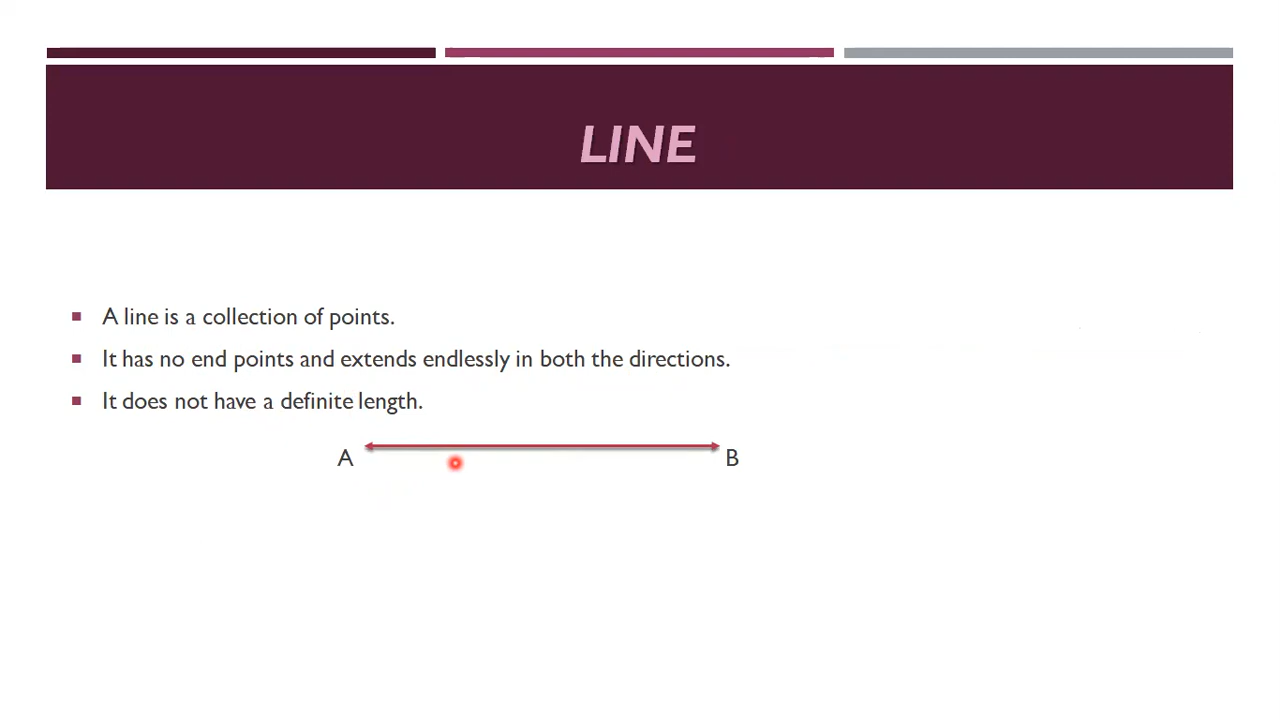 LINE
A line is a collection of points.
It has no end points and extends endlessly in both the directions.
It does not have a definite length.
A B